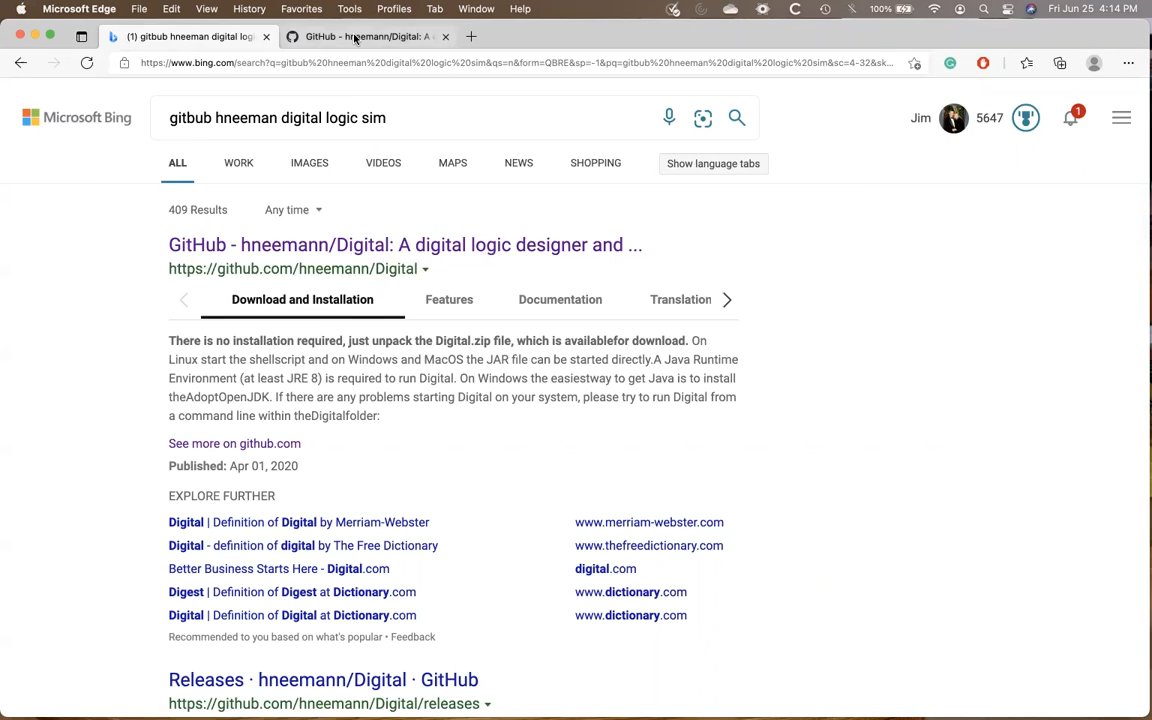 Microsoft Edge File Edit View History Favorites Tools Profiles Tab Window Help 100% Fri Jun 25 4:14 PM
(1) gitbub hneeman digital logi GitHub - hneemann/Digital: A d
https://www.bing.com/search?q=gitbub%20hneeman%20digital%20logic%20sim&qs=n&form=QBRE&sp=-1&pq=gitbub%20hneeman%20digital%20logic%20sim&sc=4-32&sk...
Microsoft Bing
gitbub hneeman digital logic sim
Jim 5647 1
ALL WORK IMAGES VIDEOS MAPS NEWS SHOPPING Show language tabs
409 Results Any time
GitHub - hneemann/Digital: A digital logic designer and ...
https://github.com/hneemann/Digital
Download and Installation Features Documentation Translation
There is no installation required, just unpack the Digital.zip file, which is availablefor download. On
Linux start the shellscript and on Windows and MacOS the JAR file can be started directly.A Java Runtime
Environment (at least JRE 8) is required to run Digital. On Windows the easiestway to get Java is to install
theAdoptOpenJDK. If there are any problems starting Digital on your system, please try to run Digital from
a command line within theDigitalfolder:
See more on github.com
Published: Apr 01, 2020
EXPLORE FURTHER
Digital | Definition of Digital by Merriam-Webster www.merriam-webster.com
Digital - definition of digital by The Free Dictionary www.thefreedictionary.com
Better Business Starts Here - Digital.com digital.com
Digest | Definition of Digest at Dictionary.com www.dictionary.com
Digital | Definition of Digital at Dictionary.com www.dictionary.com
Recommended to you based on what's popular • Feedback
Releases · hneemann/Digital · GitHub
https://github.com/hneemann/Digital/releases